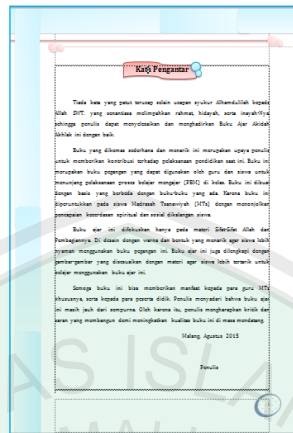 Kata Pengantar
Tiada kata yang patut terucap selain ucapan syukur Alhamdulillah kepada
Allah SWT. yang senantiasa melimpahkan rahmat, hidayah, serta inayah-Nya
sehingga penulis dapat menyelesaikan dan menghadirkan Buku Ajar Akidah
Akhlak ini dengan baik.
Buku yang dikemas sederhana dan menarik ini merupakan upaya penulis
untuk memberikan kontribusi terhadap pelaksanaan pendidikan saat ini. Buku ini
merupakan buku pegangan yang dapat digunakan oleh guru dan siswa untuk
menunjang pelaksanaan proses belajar mengajar (PBM) di kelas. Buku ini dibuat
dengan basis yang berbeda dengan buku-buku yang ada. Karena buku ini
diperuntukkan pada siswa Madrasah Tsanawiyah (MTs) dengan menonjolkan
pencapaian kecerdasan spiritual dan sosial dikalangan siswa.
Buku ajar ini difokuskan hanya pada materi Sifat-Sifat Allah dan
Pembagiannya. Di disain dengan warna dan bentuk yang menarik agar siswa lebih
nyaman menggunakan buku pegangan ini. Buku ajar ini juga dilengkapi dengan
gambar-gambar yang disesuaikan dengan materi agar siswa lebih tertarik untuk
belajar menggunakan buku ajar ini.
Semoga buku ini bisa memberikan manfaat kepada para guru MTs
khususnya, serta kepada para peserta didik. Penulis menyadari bahwa buku ajar
ini masih jauh dari sempurna. Oleh karena itu, penulis mengharapkan kritik dan
saran yang membangun demi meningkatkan kualitas buku ini di masa mendatang.
Malang, Agustus 2015
Penulis